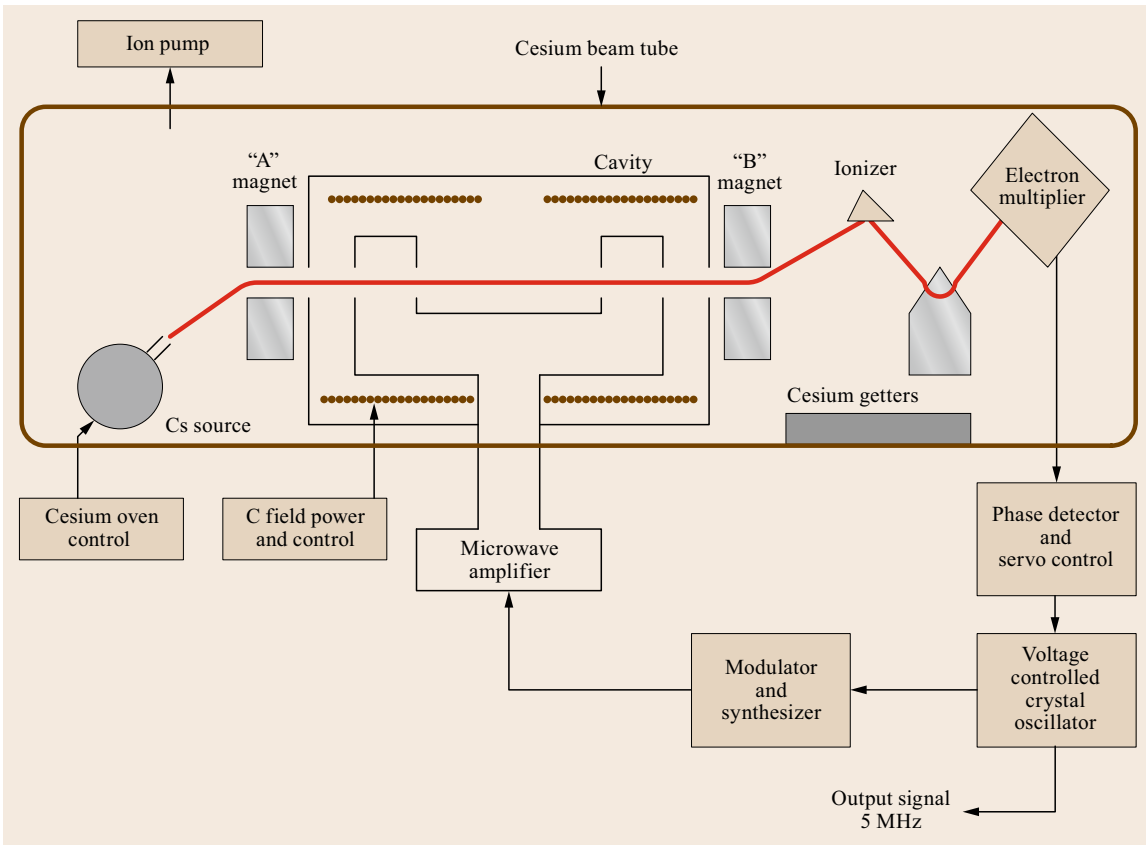 Ion pump
Cesium beam tube
“A”
magnet
Cavity
“B”
magnet
Ionizer
Electron
multiplier
Cs source
Cesium getters
Cesium oven
control
C field power
and control
Microwave
amplifier
Phase detector
and
servo control
Modulator
and
synthesizer
Voltage
controlled
crystal
oscillator
Output signal
5 MHz